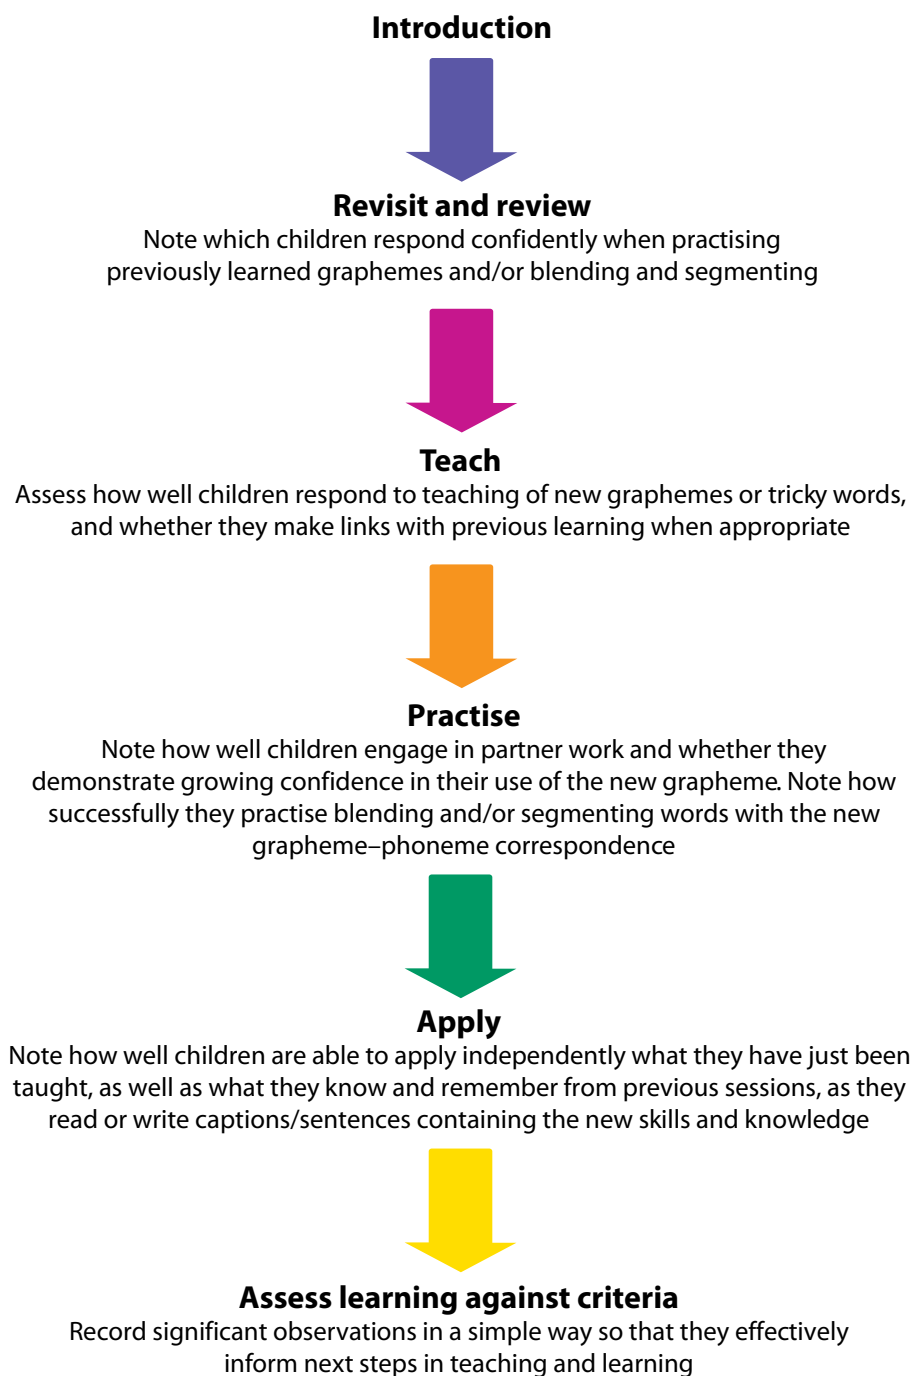 Introduction
Revisit and review
Note which children respond confidently when practising
previously learned graphemes and/or blending and segmenting
Teach
Assess how well children respond to teaching of new graphemes or tricky words,
and whether they make links with previous learning when appropriate
Practise
Note how well children engage in partner work and whether they
demonstrate growing confidence in their use of the new grapheme. Note how
successfully they practise blending and/or segmenting words with the new
grapheme–phoneme correspondence
Apply
Note how well children are able to apply independently what they have just been
taught, as well as what they know and remember from previous sessions, as they
read or write captions/sentences containing the new skills and knowledge
Assess learning against criteria
Record significant observations in a simple way so that they effectively
inform next steps in teaching and learning